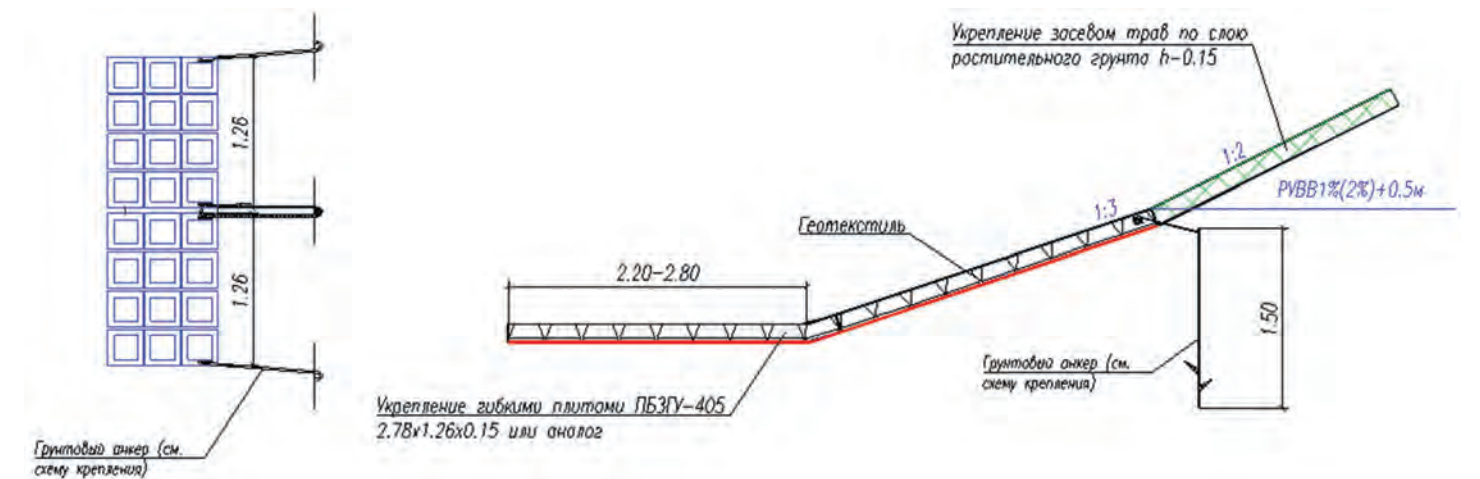 1.26
1.26
Грунтовый анкер (см.
схему крепления)
Укрепление засевом трав по слою
растительного грунта h-0.15
1:2
РУВВ1%(2%)+0.5м
1:3
Геотекстиль
2.20-2.80
1.50
Грунтовый анкер (см.
схему крепления)
Укрепление гибкими плитами ПБЗГУ-405
2.78х1.26х0.15 или аналог